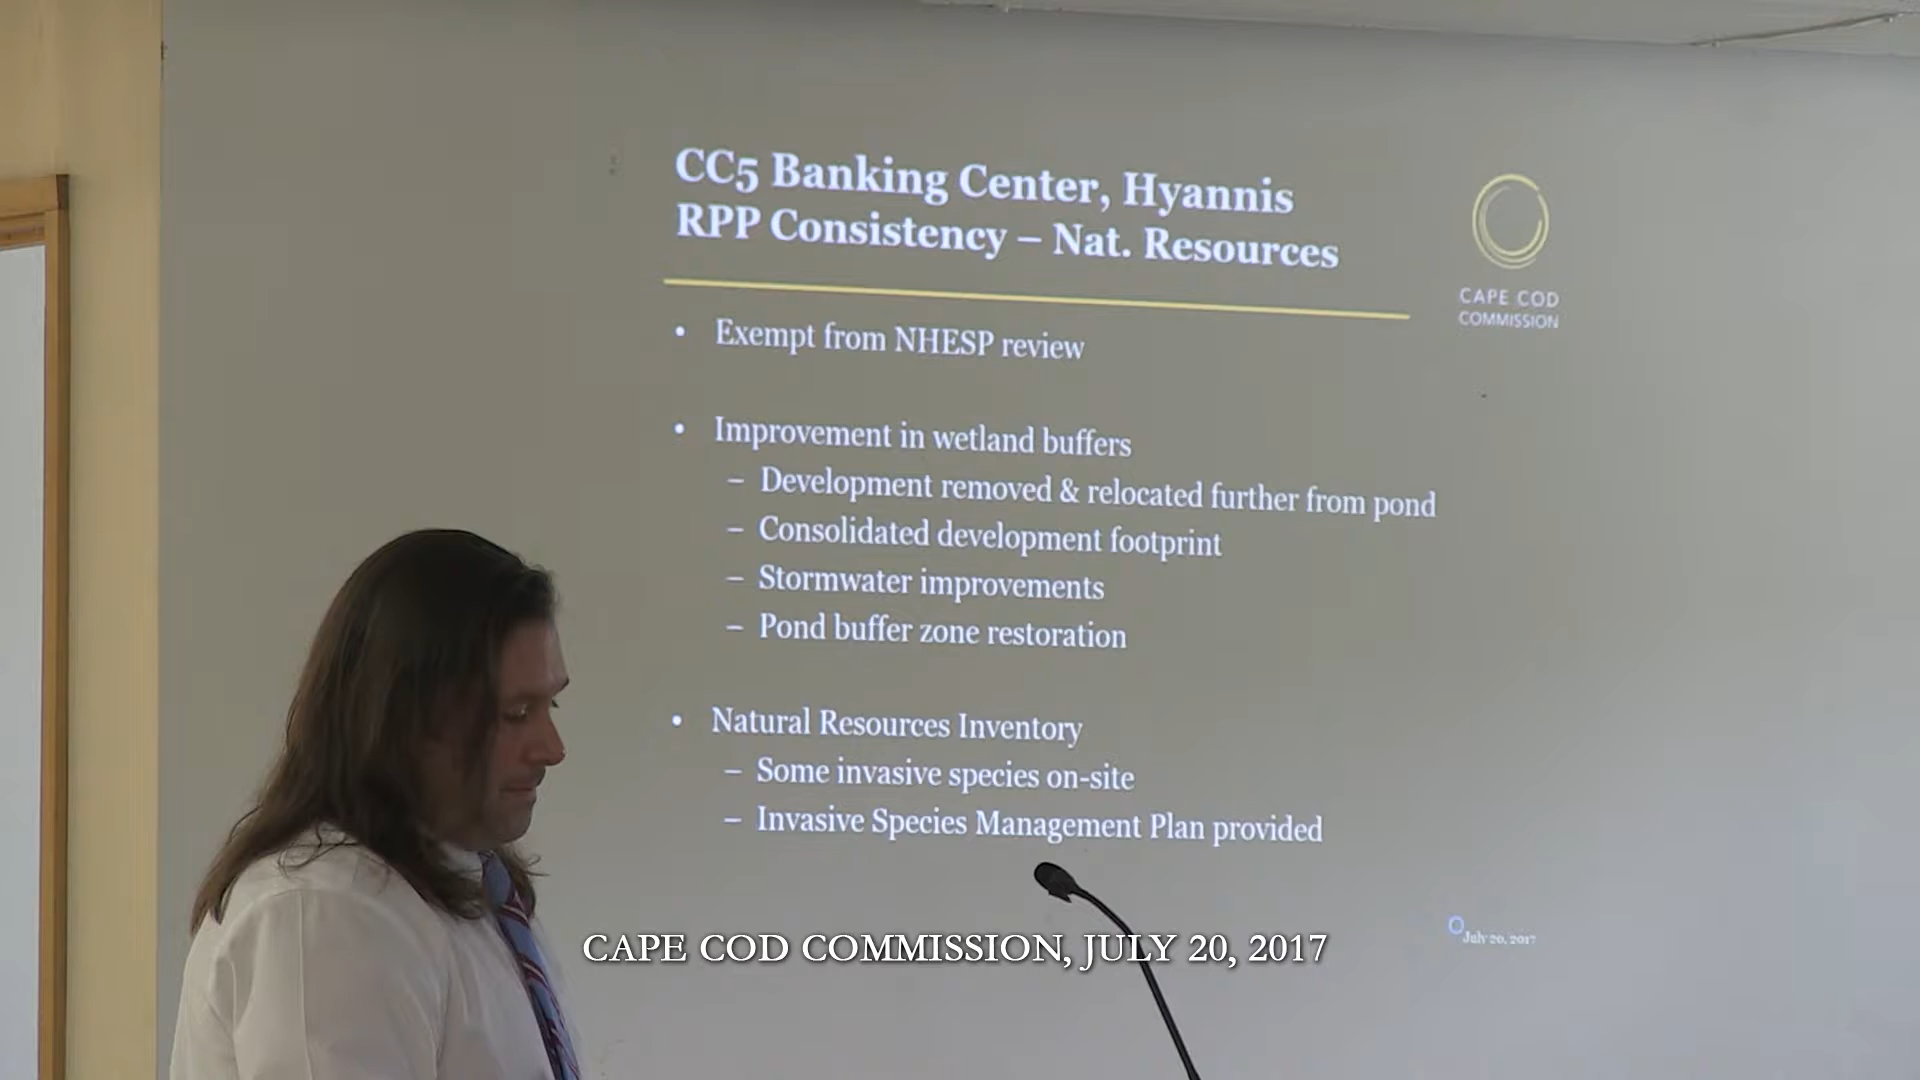 CC5 Banking Center, Hyannis
RPP Consistency – Nat. Resources
CAPE COD
COMMISSION
• Exempt from NHESP review
• Improvement in wetland buffers
– Development removed & relocated further from pond
– Consolidated development footprint
– Stormwater improvements
– Pond buffer zone restoration
• Natural Resources Inventory
– Some invasive species on-site
– Invasive Species Management Plan provided
July 20, 2017
CAPE COD COMMISSION, JULY 20, 2017